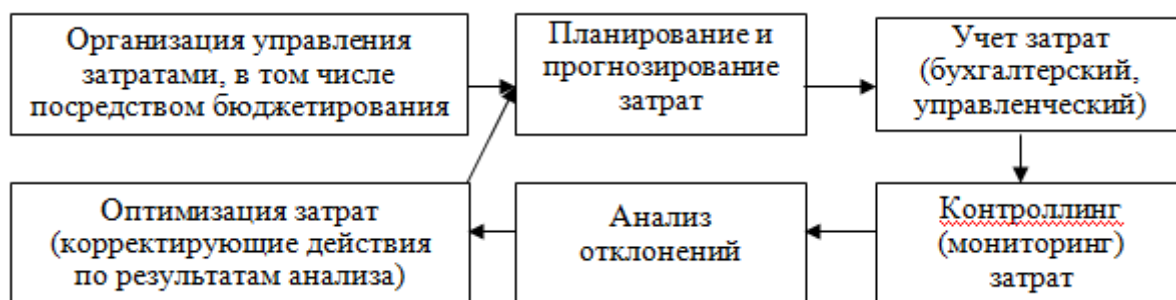 Организация управления
затратами, в том числе
посредством бюджетирования
Планирование и
прогнозирование
затрат
Учет затрат
(бухгалтерский,
управленческий)
Оптимизация затрат
(корректирующие действия
по результатам анализа)
Анализ
отклонений
Контроллинг
(мониторинг)
затрат